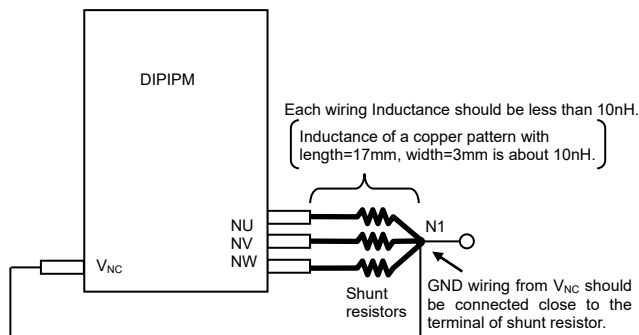 DIPIPM
Each wiring Inductance should be less than 10nH.
Inductance of a copper pattern with
length=17mm, width=3mm is about 10nH.
NU
NV
NW
VNC
N1
Shunt
resistors
GND wiring from VNC should
be connected close to the
terminal of shunt resistor.